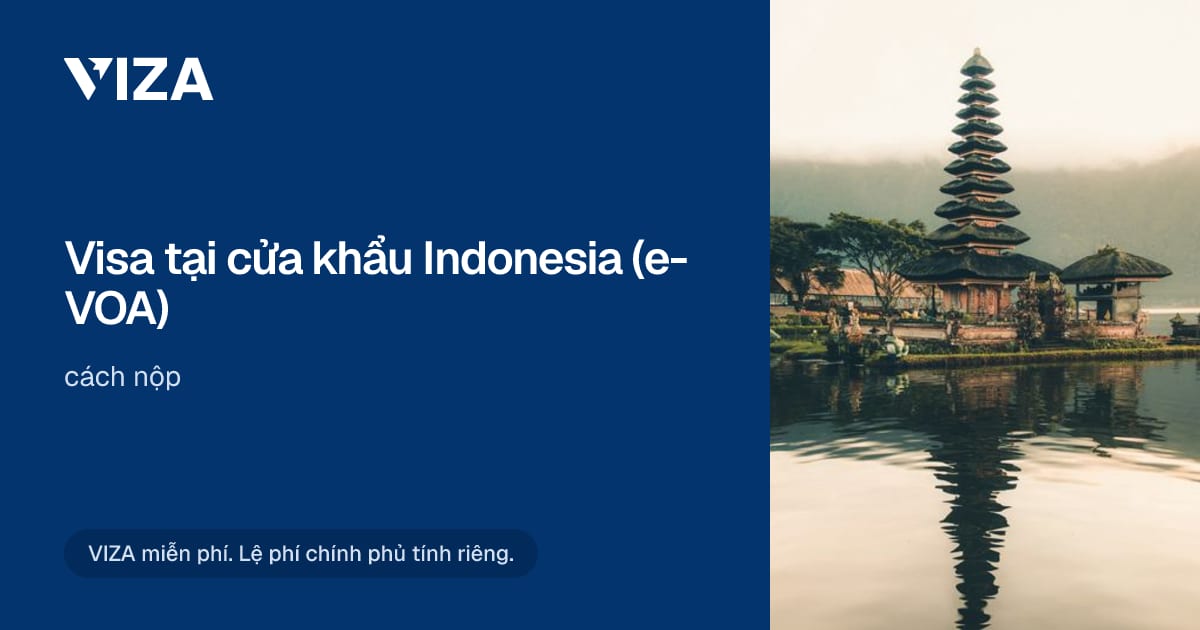 VIZA
Visa tại cửa khẩu Indonesia (e-
VOA)
cách nộp
VIZA miễn phí. Lệ phí chính phủ tính riêng.